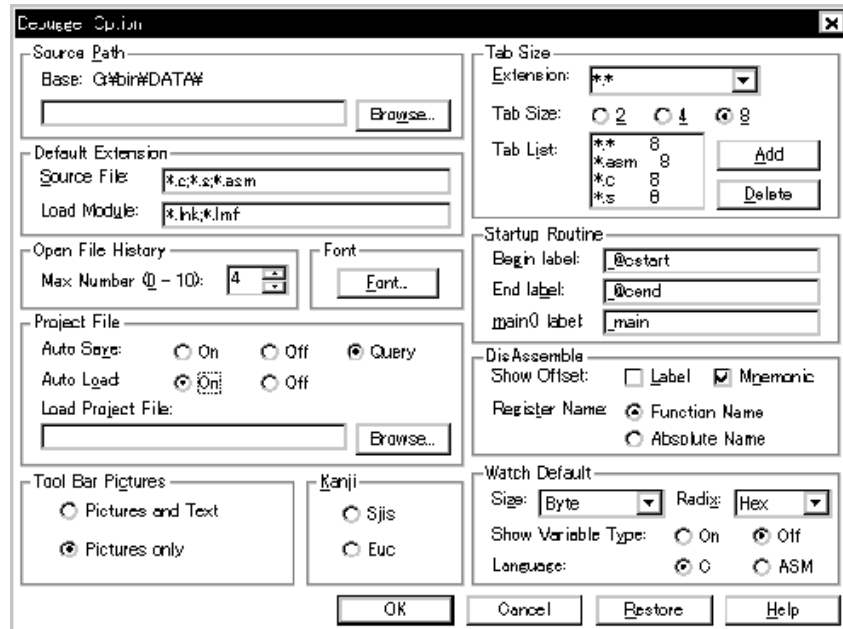 Debugger Option
Source Path
Base: G:¥bin¥DATA¥
Browse...
Default Extension
Source File: *.c;*.s;*.asm
Load Module: *.lnk;*.lmf
Open File History
Max Number (0 - 10): 4
Font
Font...
Project File
Auto Save: On Off Query
Auto Load: On Off
Load Project File:
Browse...
Tool Bar Pictures
Pictures and Text
Pictures only
Kanji
Sjis
Euc
Tab Size
Extension: *.*
Tab Size: 2 4 8
Tab List:
*.* 8
*.asm 8
*.c 8
*.s 8
Add
Delete
Startup Routine
Begin label: _@cstart
End label: _@cend
main() label: _main
DisAssemble
Show Offset: Label Mnemonic
Register Name: Function Name
Absolute Name
Watch Default
Size: Byte Radix: Hex
Show Variable Type: On Off
Language: C ASM
OK Cancel Restore Help